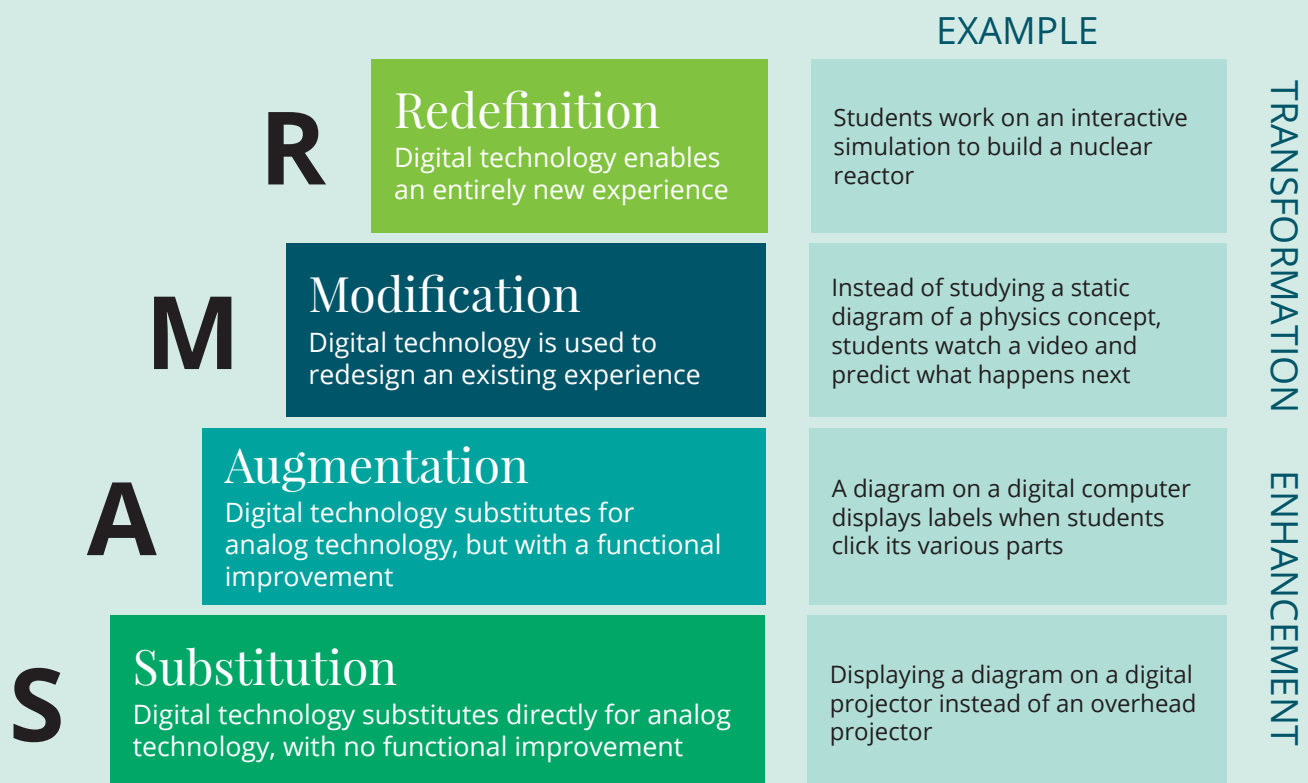 EXAMPLE
R
Redefinition
Digital technology enables
an entirely new experience
Students work on an interactive
simulation to build a nuclear
reactor
TRANSFORMATION
M
Modification
Digital technology is used to
redesign an existing experience
Instead of studying a static
diagram of a physics concept,
students watch a video and
predict what happens next
A
Augmentation
Digital technology substitutes for
analog technology, but with a functional
improvement
A diagram on a digital computer
displays labels when students
click its various parts
ENHANCEMENT
S
Substitution
Digital technology substitutes directly for analog
technology, with no functional improvement
Displaying a diagram on a digital
projector instead of an overhead
projector